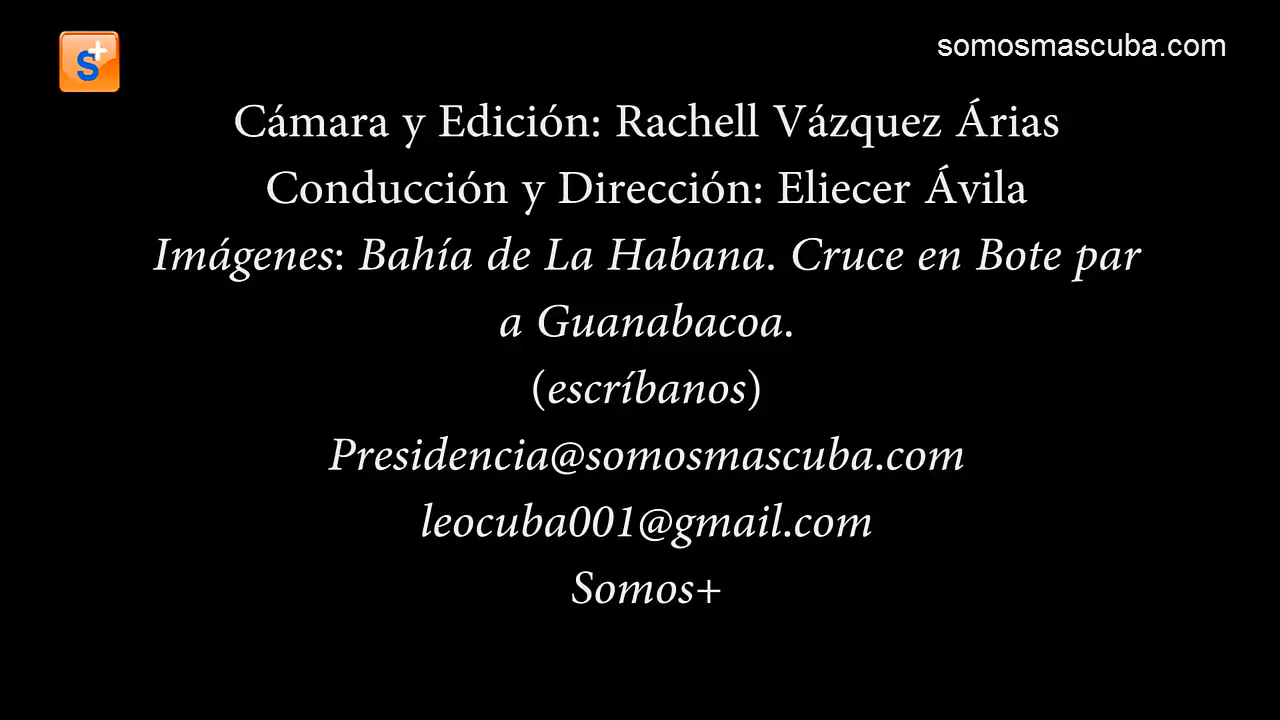 S+
somosmascuba.com
Cámara y Edición: Rachell Vázquez Árias
Conducción y Dirección: Eliecer Ávila
Imágenes: Bahía de La Habana. Cruce en Bote par
a Guanabacoa.
(escríbanos)
Presidencia@somosmascuba.com
leocuba001@gmail.com
Somos+